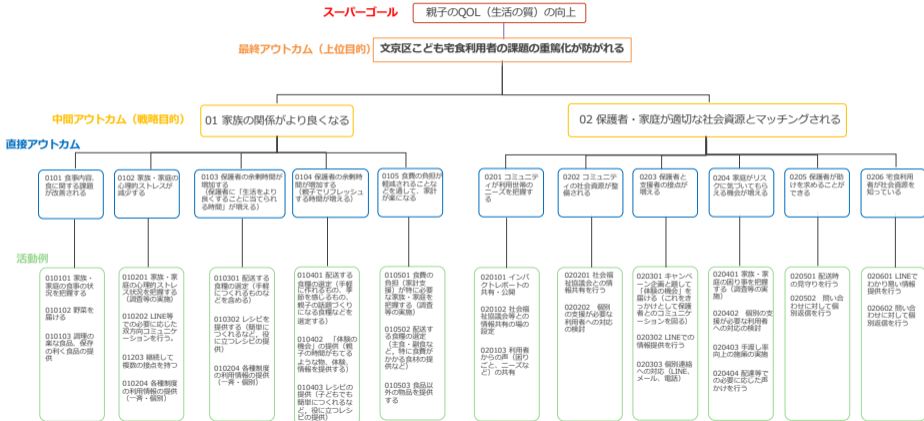 スーパーゴール
親子のQOL（生活の質）の向上
最終アウトカム（上位目的）
文京区こども宅食利用者の課題の重篤化が防がれる
中間アウトカム（戦略目的）
01 家族の関係がより良くなる
02 保護者・家庭が適切な社会資源とマッチングされる
直接アウトカム
0101 食事内容、
食に関する課題
が改善される
0102 家族・家庭の
心理的ストレスが
減少する
0103 保護者の余剰時間が
増加する
（保護者に「生活をより
良くすることに当てられ
る時間」が増える）
0104 保護者の余剰時
間が増加する
（親子でリフレッシュ
する時間が増える）
0105 食費の負担が
軽減されることな
どを通して、家計
が楽になる
0201 コミュニ
ティが利用世帯の
ニーズを把握する
0202 コミュニ
ティの社会資源が整
備される
0203 保護者と
支援者の接点が
増える
0204 家庭がリス
クに気づいてもら
える機会が増える
0205 保護者が助
けを求めることが
できる
0206 宅食利用者
が社会資源を
知っている
活動例
010101 家族・
家庭の食事の状
況を把握する
010102 野菜を
届ける
010103 調理の
楽な食品、保存
の利く食品の提
供
010201 家族・家
庭の心理的ストレ
ス状況を把握する
（調査等の実施）
010202 LINE等
での必要に応じた
双方向コミュニ
ケーションを行う。
01203 継続して
複数の接点を持つ
010204 各種制度
の利用情報の提供
（一斉・個別）
010301 配送する
食糧の選定（手軽
につくれるものな
どを含める）
010302 レシピを
提供する（簡単に
つくれるなど、役
に立つレシピの提供）
010204 各種制度
の利用情報の提供
（一斉・個別）
010401 配送する
食糧の選定（手軽
に作れるもの、
季節を感じるもの、
親子の話題づくり
になる食糧などを
選定する）
010402 「体験の
機会」の提供（親
子の時間がもてる
ような物、体験、
情報を提供する）
010403 レシピの
提供（子どもでも
簡単につくれるな
ど、役に立つレシ
ピの提供）
010501 食費の
負担（家計支
援）が特に必要
な家族・家庭を
把握する（調査
等の実施）
010502 配送す
る食糧の選定
（主食・副食な
ど、特に食費が
かかる食材の提供
など）
010503 食品以
外の物品を提供
する
020101 インパ
クトレポートの
共有・公開
020102 社会福
祉協議会等との
情報共有の場の
設定
020103 利用者
からの声（困り
ごと、ニーズな
ど）の共有
020201 社会福
祉協議会との情
報共有を行う
020202 個別
の支援が必要な
利用者への対応
の検討
020301 キャンペー
ン企画と題して
「体験の機会」を
届ける（これをき
っかけとして保護
者とのコミュニ
ケーションを図る）
020302 LINEで
の情報提供を行う
020303 個別連絡
への対応（LINE、
メール、電話）
020401 家族・家
庭の困り事を把握
する（調査等の実
施）
020402 個別の支
援が必要な利用者
への対応の検討
020403 手渡し率
向上の施策の実施
020404 配達等で
の必要に応じた声
かけを行う
020501 配送時
の見守りを行う
020502 問い合
わせに対して個
別返信を行う
020601 LINEで
わかり易い情報
提供を行う
020602 問い合
わせに対して個
別返信を行う